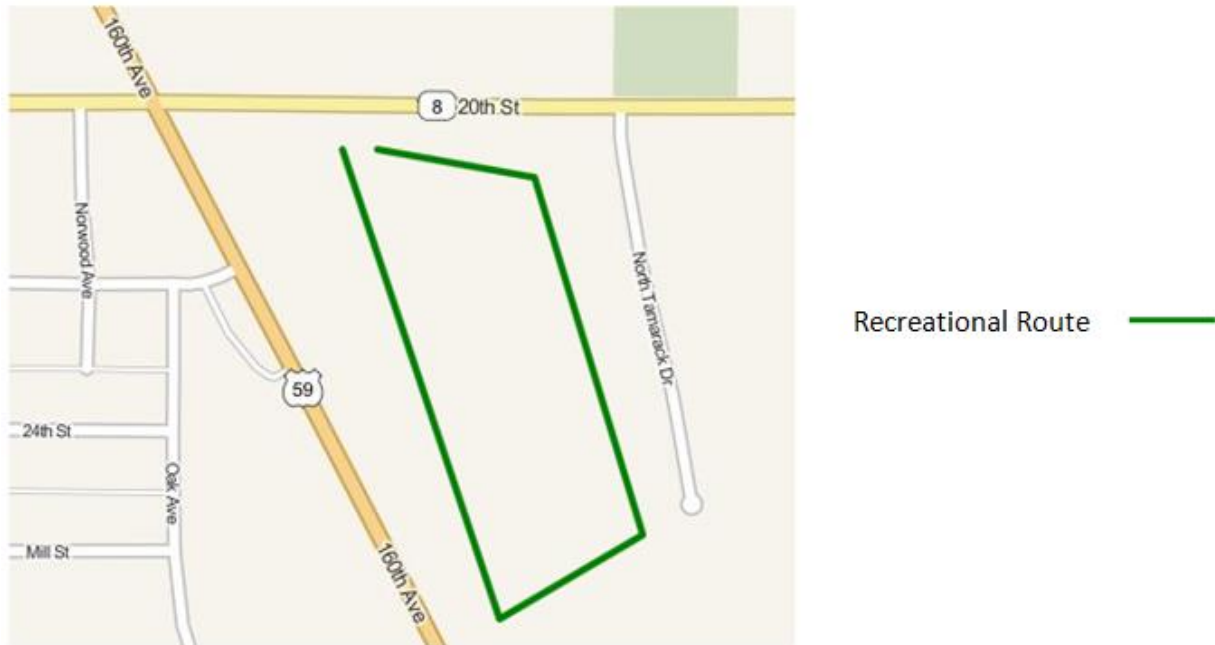 160th Ave
8 20th St
Norwood Ave
North Tamarack Dr
59
24th St
Oak Ave
Mill St
160th Ave
Recreational Route